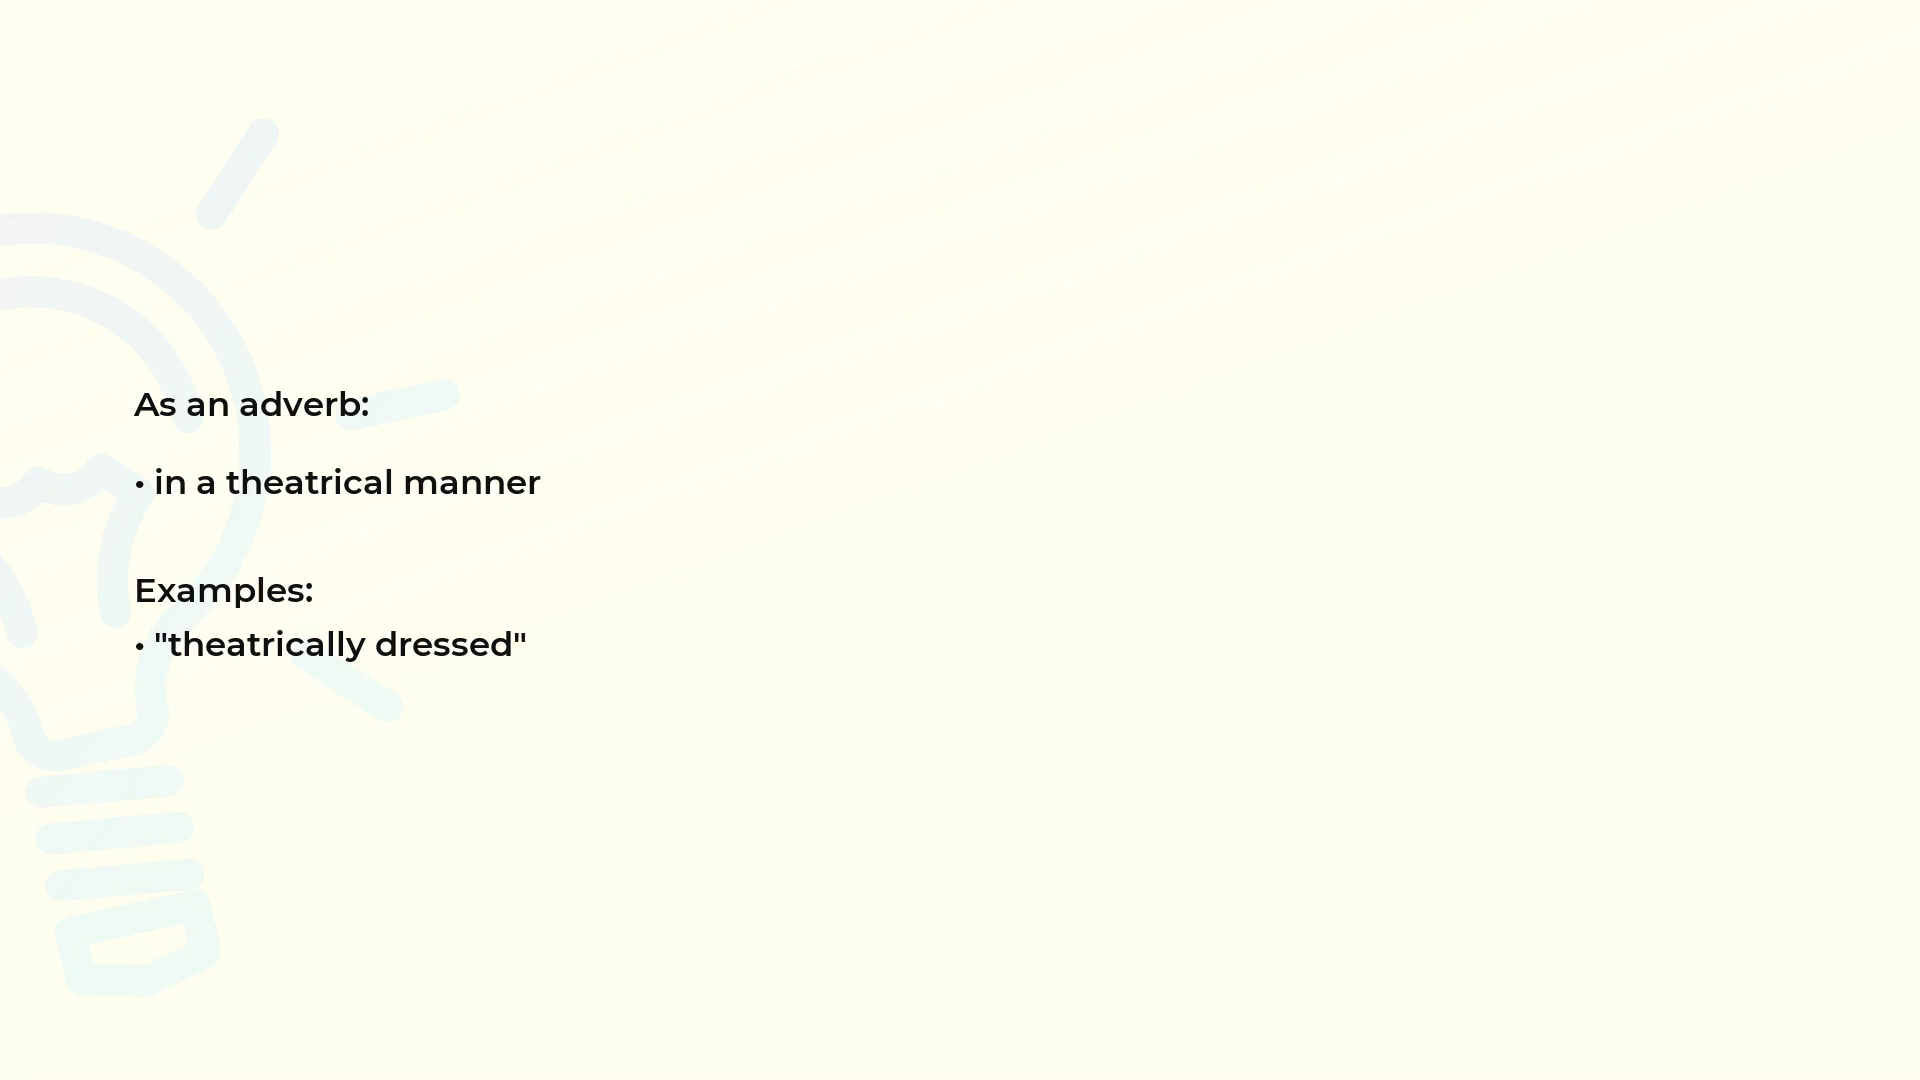 As an adverb:
• in a theatrical manner
Examples:
• "theatrically dressed"